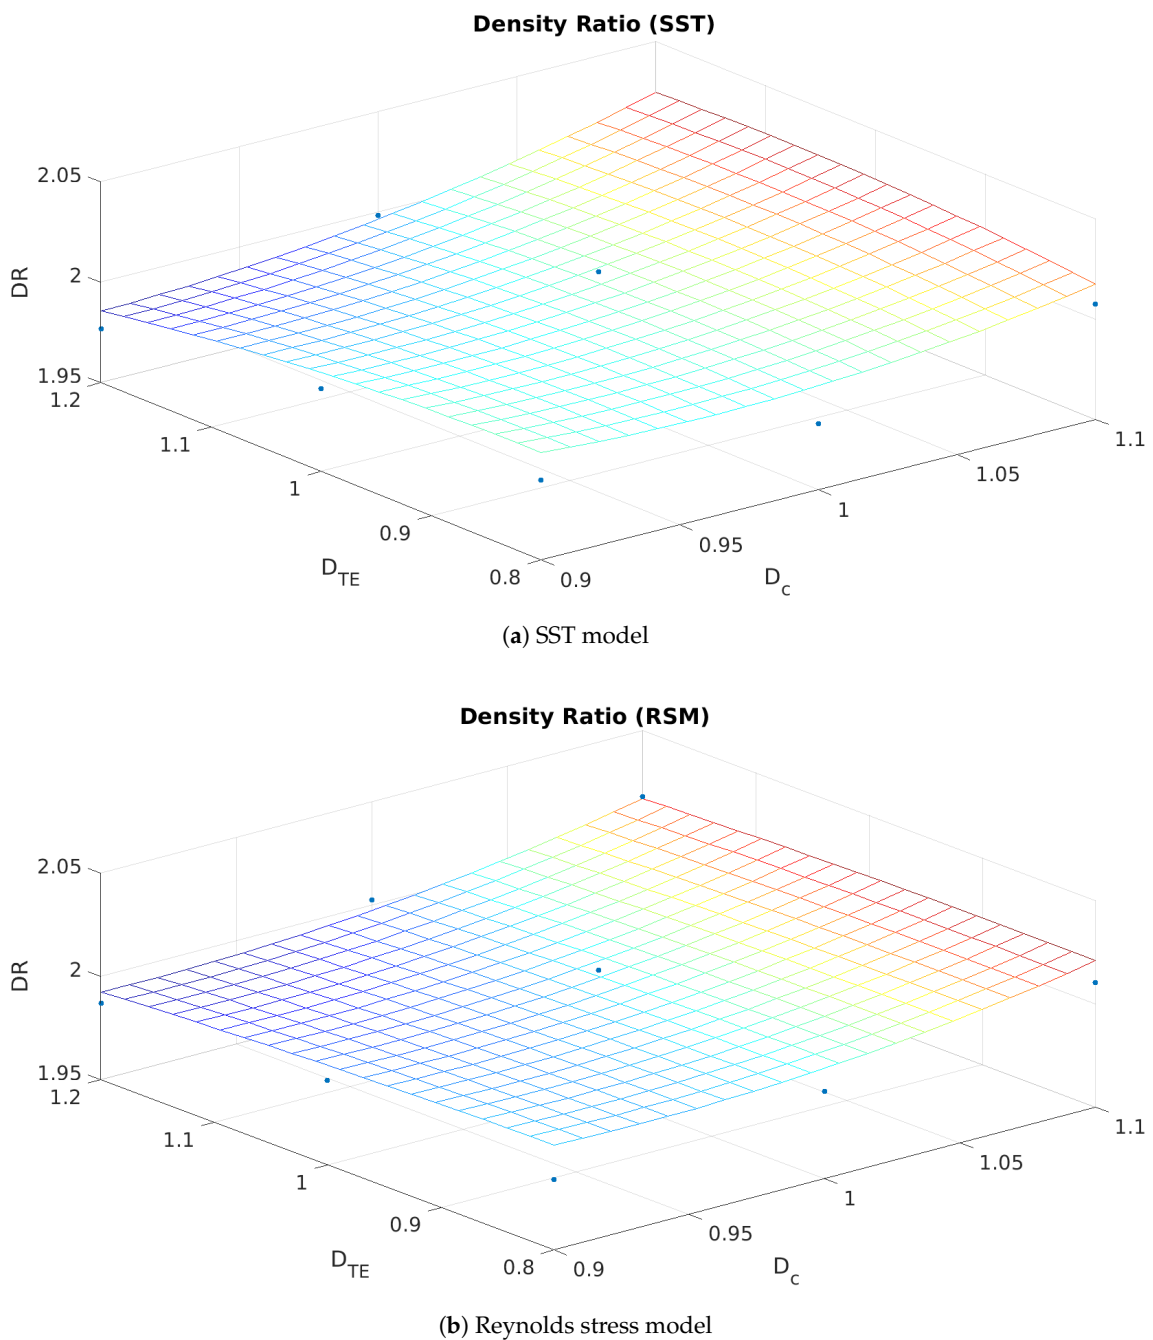 Density Ratio (SST)
2.05
2
1.95
DR
1.2
1.1
1
0.9
0.8
D_TE
0.9
0.95
1
1.05
1.1
D_c
(a) SST model
Density Ratio (RSM)
2.05
2
1.95
DR
1.2
1.1
1
0.9
0.8
D_TE
0.9
0.95
1
1.05
1.1
D_c
(b) Reynolds stress model